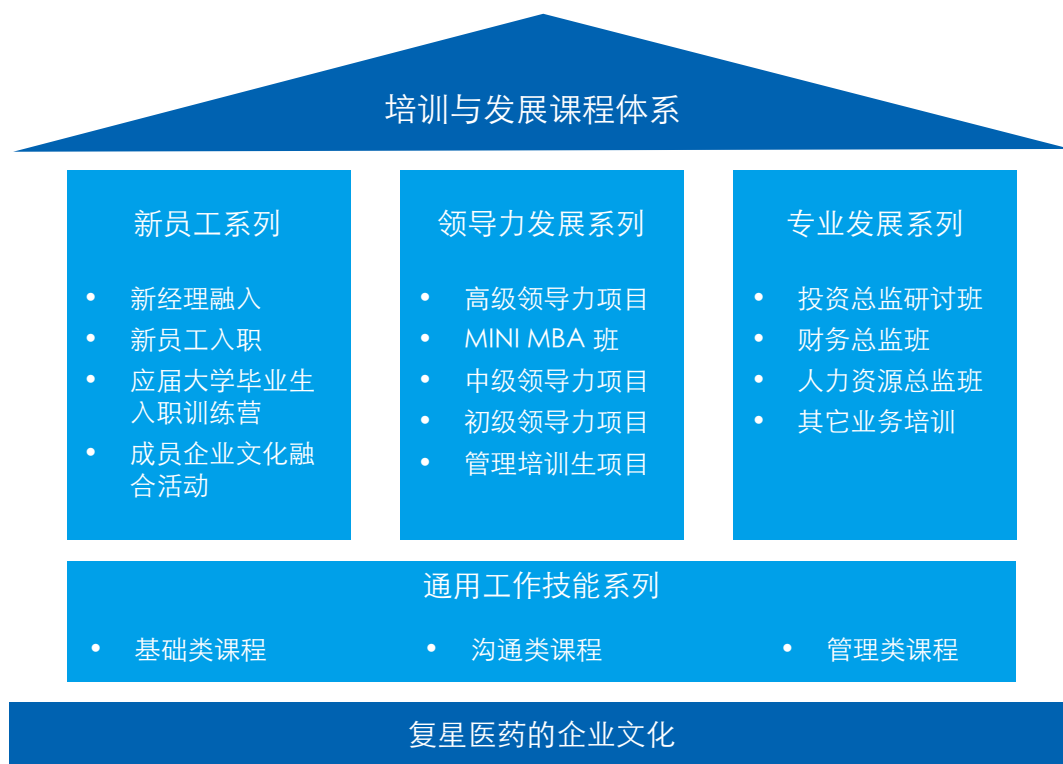 培训与发展课程体系
新员工系列
• 新经理融入
• 新员工入职
• 应届大学毕业生
入职训练营
• 成员企业文化融
合活动
领导力发展系列
• 高级领导力项目
• MINI MBA 班
• 中级领导力项目
• 初级领导力项目
• 管理培训生项目
专业发展系列
• 投资总监研讨班
• 财务总监班
• 人力资源总监班
• 其它业务培训
通用工作技能系列
• 基础类课程
• 沟通类课程
• 管理类课程
复星医药的企业文化